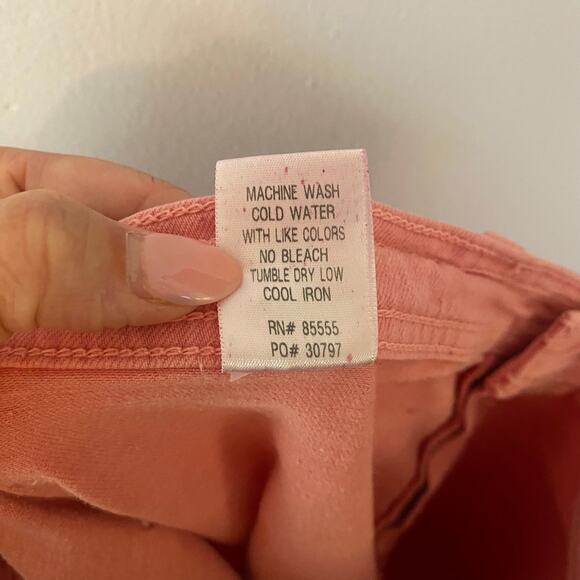 MACHINE WASH
COLD WATER
WITH LIKE COLORS
NO BLEACH
TUMBLE DRY LOW
COOL IRON
RN# 85555
PO# 30797